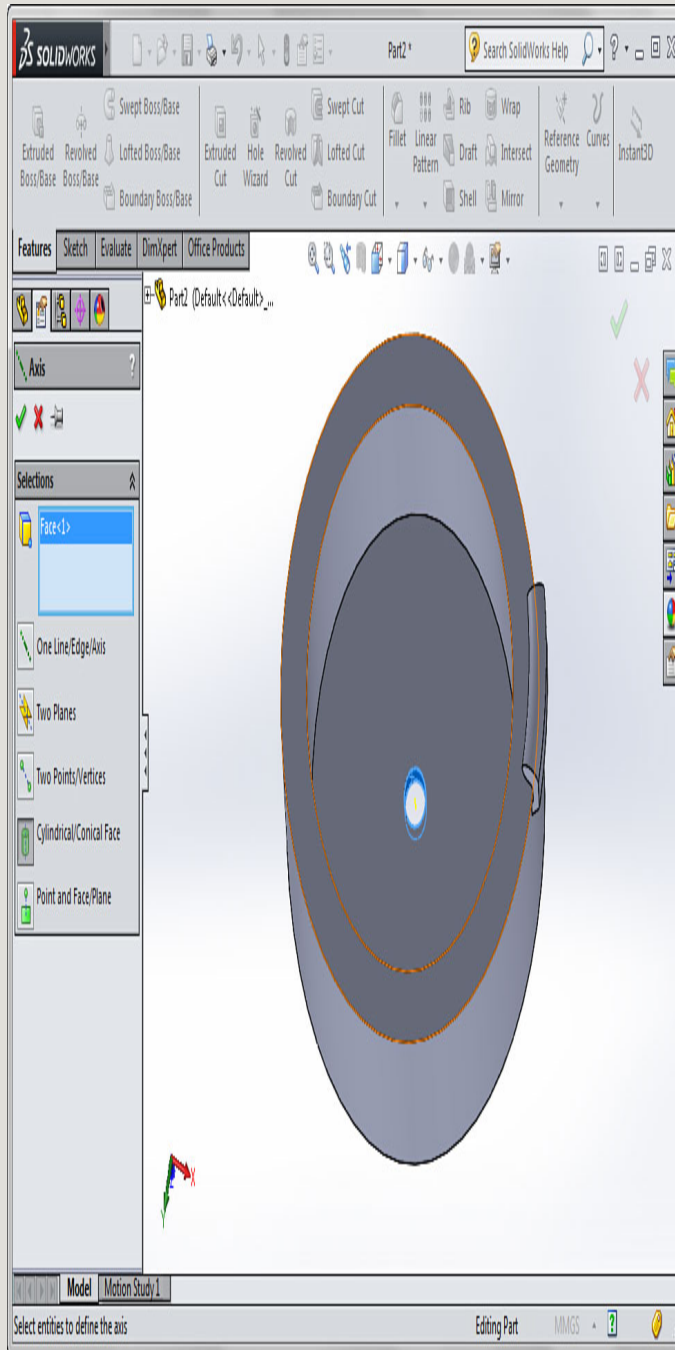 SOLIDWORKS
Part2 *
Search SolidWorks Help
Extruded Boss/Base
Revolved Boss/Base
Swept Boss/Base
Lofted Boss/Base
Boundary Boss/Base
Extruded Cut
Hole Wizard
Revolved Cut
Swept Cut
Lofted Cut
Boundary Cut
Fillet
Linear Pattern
Rib
Draft
Shell
Wrap
Intersect
Mirror
Reference Geometry
Curves
Instant3D
Features Sketch Evaluate DimXpert Office Products
Part2 (Default<<Default>_...
Axis ?
Selections
Face<1>
One Line/Edge/Axis
Two Planes
Two Points/Vertices
Cylindrical/Conical Face
Point and Face/Plane
X
Y
Model Motion Study 1
Select entities to define the axis Editing Part MMGS